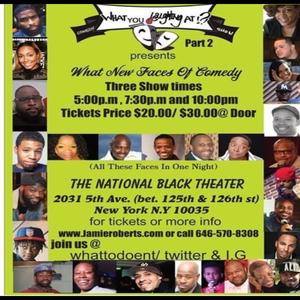 WHAT YOU Laughing AT!?
Part 2
presents
What New Faces Of Comedy
Three Show times
5:00p.m , 7:30p.m and 10:00pm
Tickets Price $20.00/ $30.00@ Door
(All These Faces In One Night)
THE NATIONAL BLACK THEATER
2031 5th Ave. (bet. 125th & 126th st)
New York N.Y 10035
for tickets or more info
www.Jamieroberts.com or call 646-570-8308
join us @
whattodoent/ twitter & I.G